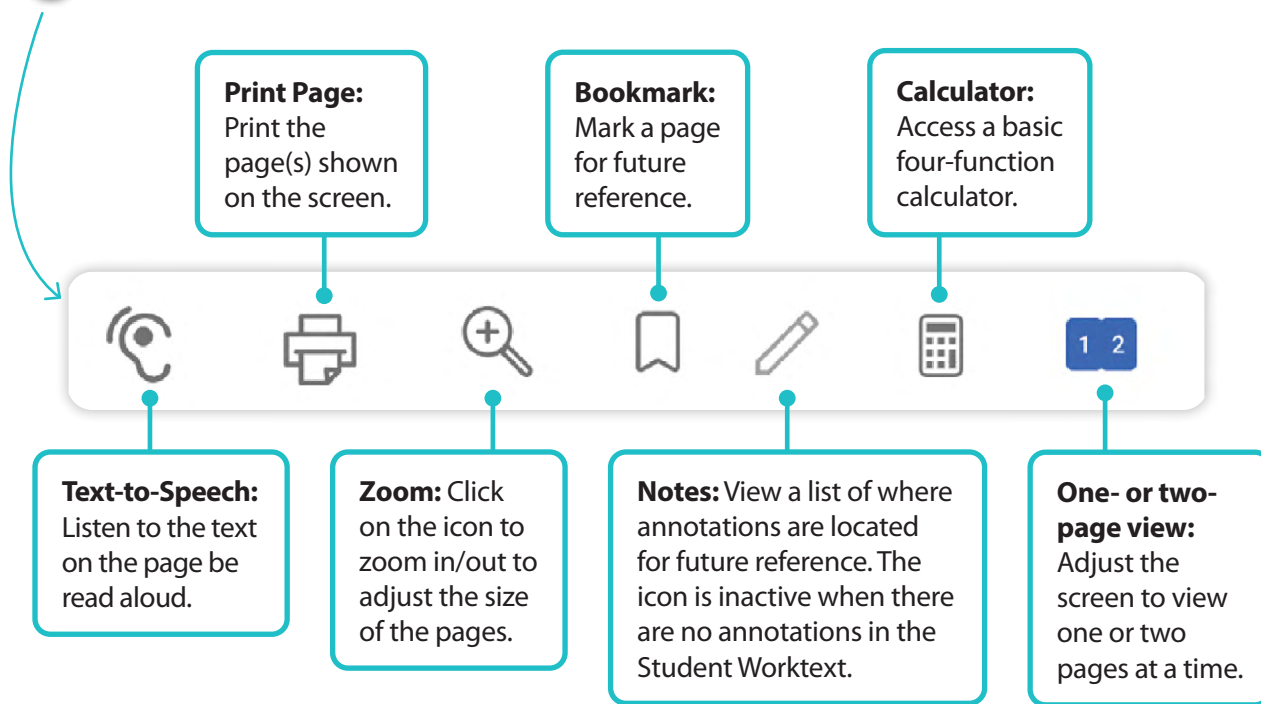 Print Page:
Print the
page(s) shown
on the screen.
Bookmark:
Mark a page
for future
reference.
Calculator:
Access a basic
four-function
calculator.
1 2
Text-to-Speech:
Listen to the text
on the page be
read aloud.
Zoom: Click
on the icon to
zoom in/out to
adjust the size
of the pages.
Notes: View a list of where
annotations are located
for future reference. The
icon is inactive when there
are no annotations in the
Student Worktext.
One- or two-
page view:
Adjust the
screen to view
one or two
pages at a time.